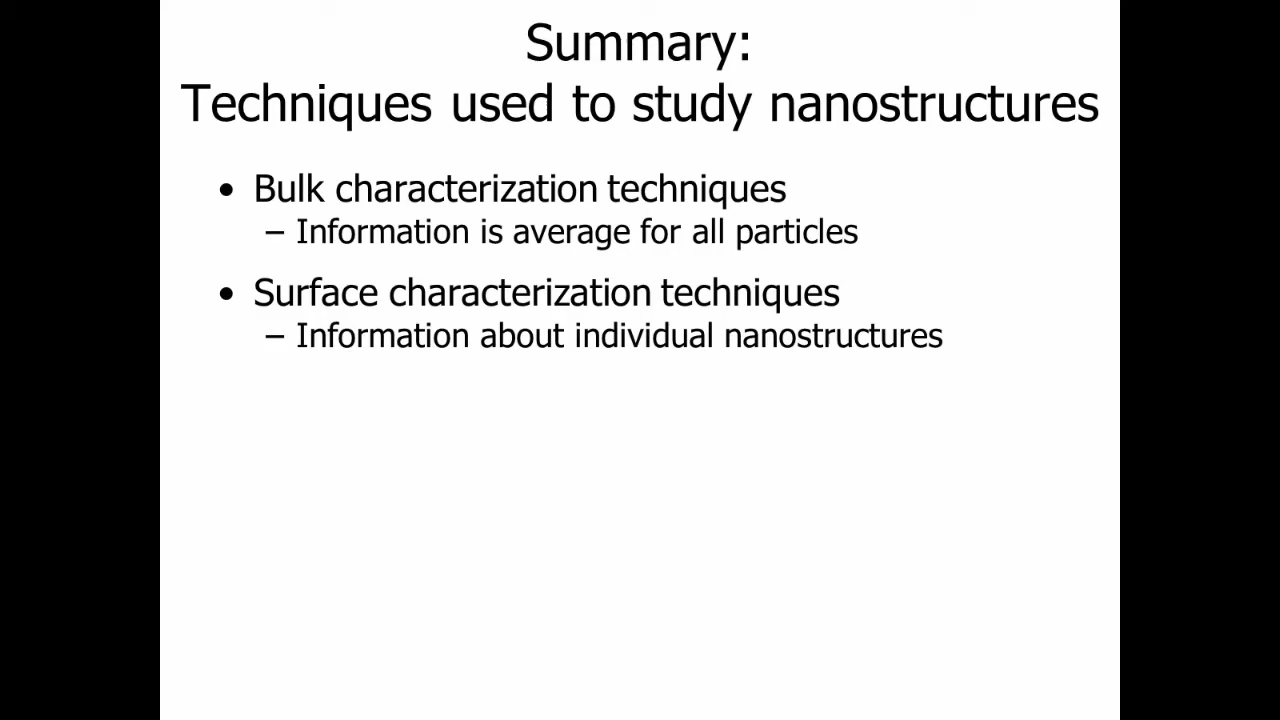 Summary:
Techniques used to study nanostructures
• Bulk characterization techniques
– Information is average for all particles
• Surface characterization techniques
– Information about individual nanostructures